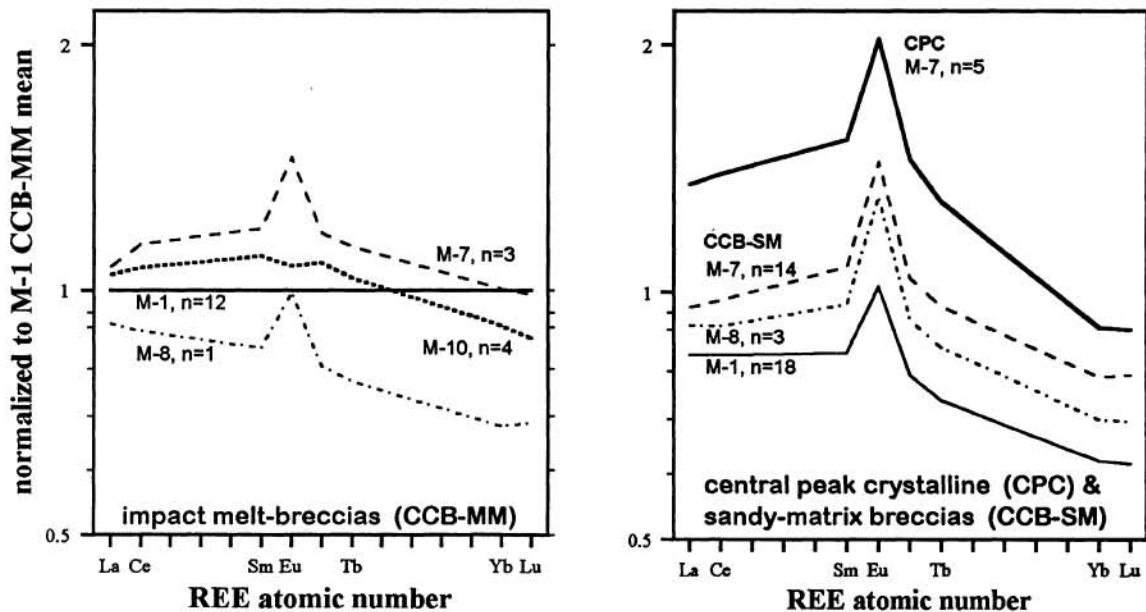 normalized to M-1 CCB-MM mean
2
1
0.5
M-7, n=3
M-1, n=12
M-8, n=1
M-10, n=4
impact melt-breccias (CCB-MM)
La Ce Sm Eu Tb Yb Lu
REE atomic number
2
1
0.5
CPC
M-7, n=5
CCB-SM
M-7, n=14
M-8, n=3
M-1, n=18
central peak crystalline (CPC) &
sandy-matrix breccias (CCB-SM)
La Ce Sm Eu Tb Yb Lu
REE atomic number